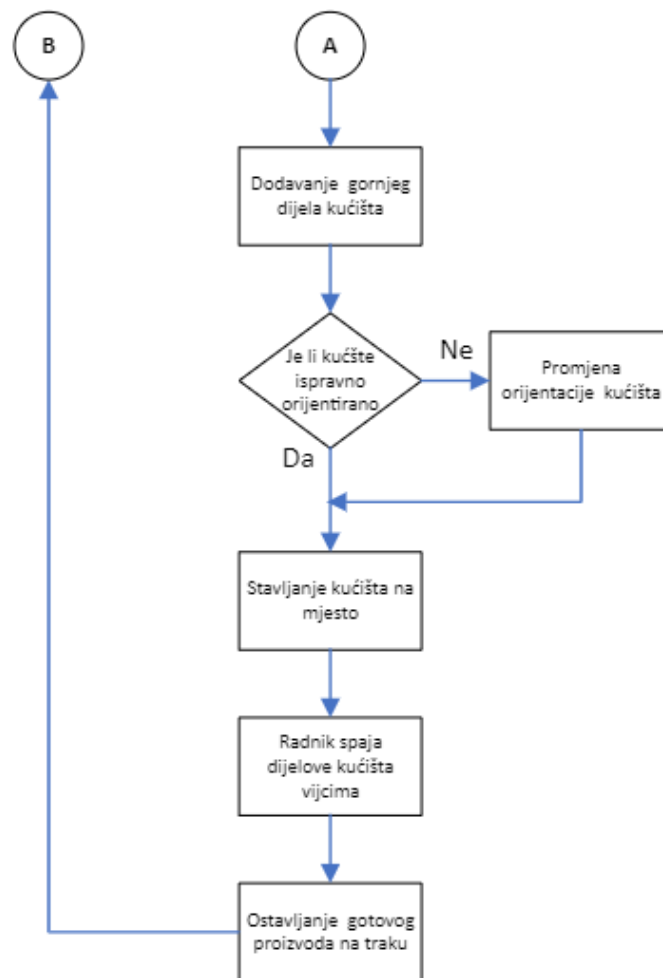 B
A
Dodavanje gornjeg
dijela kućišta
Je li kućšte
ispravno
orijentirano
Ne
Promjena
orijentacije kućišta
Da
Stavljanje kućišta na
mjesto
Radnik spaja
dijelove kućišta
vijcima
Ostavljanje gotovog
proizvoda na traku